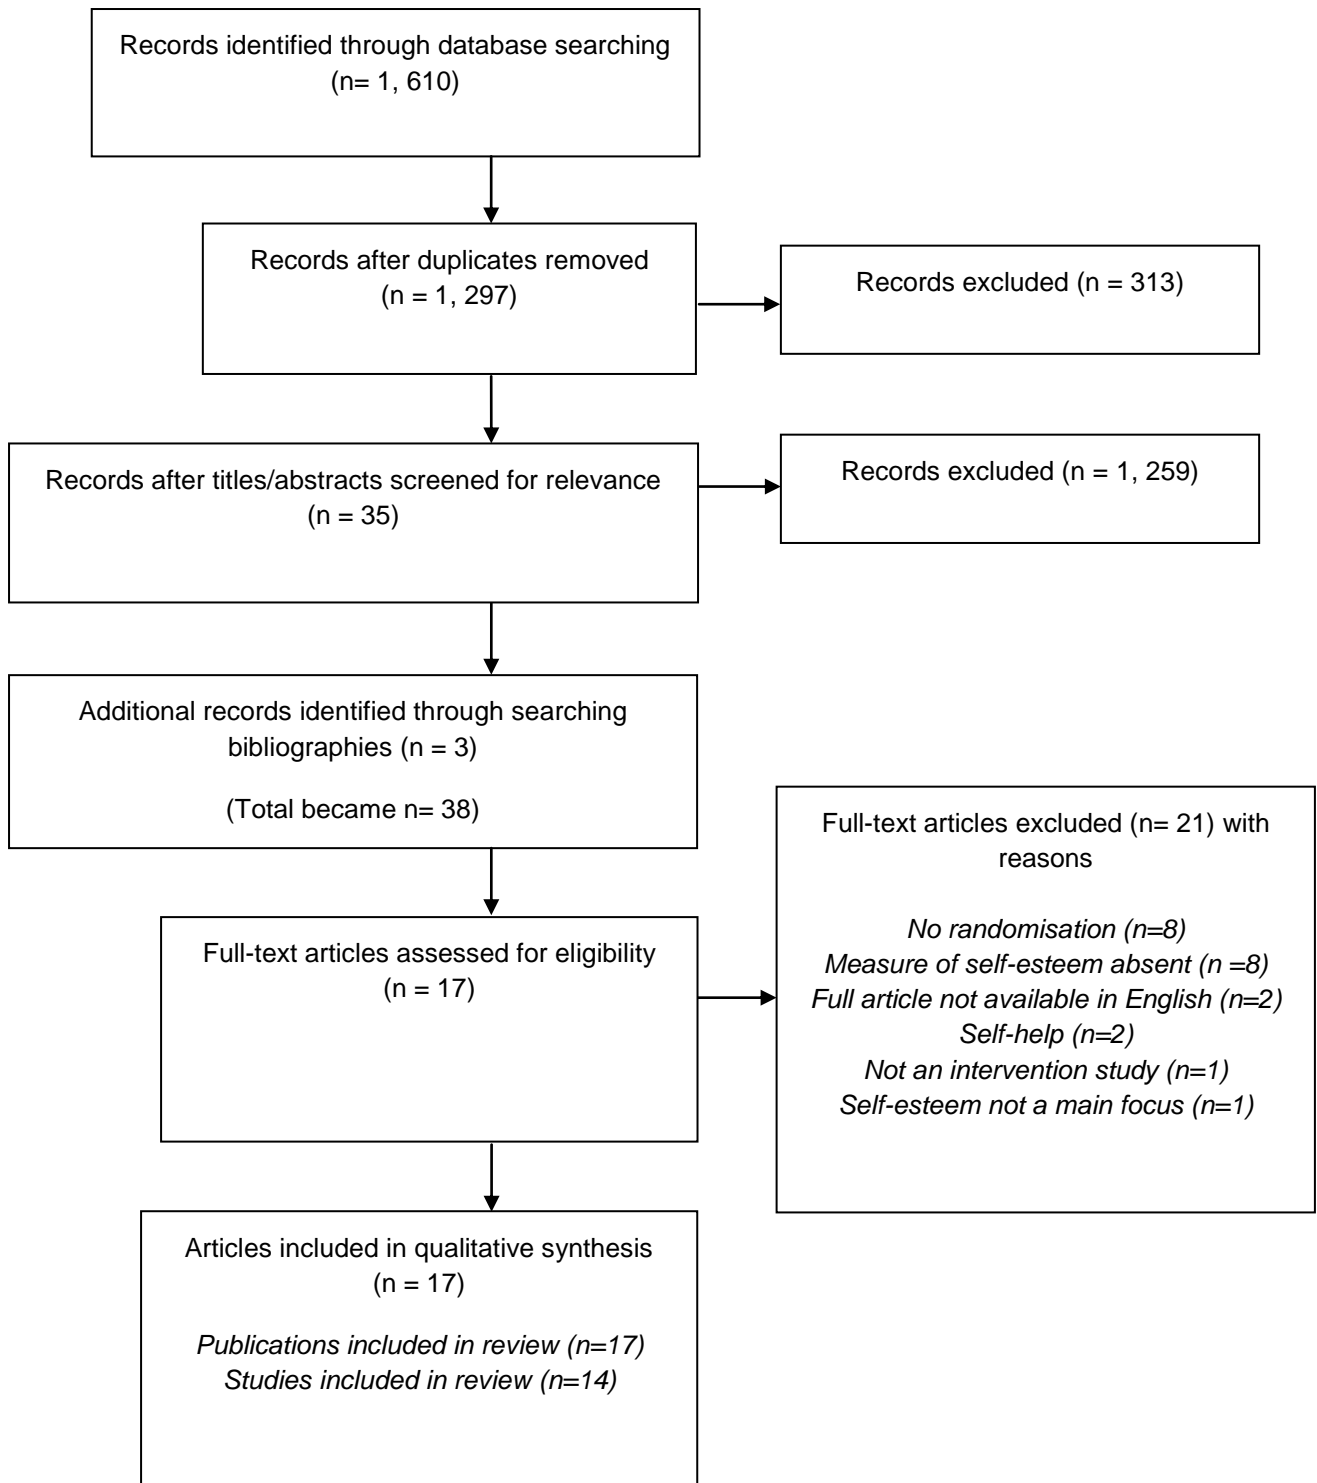 Records identified through database searching
(n= 1, 610)
Records after duplicates removed
(n = 1, 297)
Records excluded (n = 313)
Records after titles/abstracts screened for relevance
(n = 35)
Records excluded (n = 1, 259)
Additional records identified through searching
bibliographies (n = 3)
(Total became n= 38)
Full-text articles excluded (n= 21) with
reasons
No randomisation (n=8)
Measure of self-esteem absent (n =8)
Full article not available in English (n=2)
Self-help (n=2)
Not an intervention study (n=1)
Self-esteem not a main focus (n=1)
Full-text articles assessed for eligibility
(n = 17)
Articles included in qualitative synthesis
(n = 17)
Publications included in review (n=17)
Studies included in review (n=14)